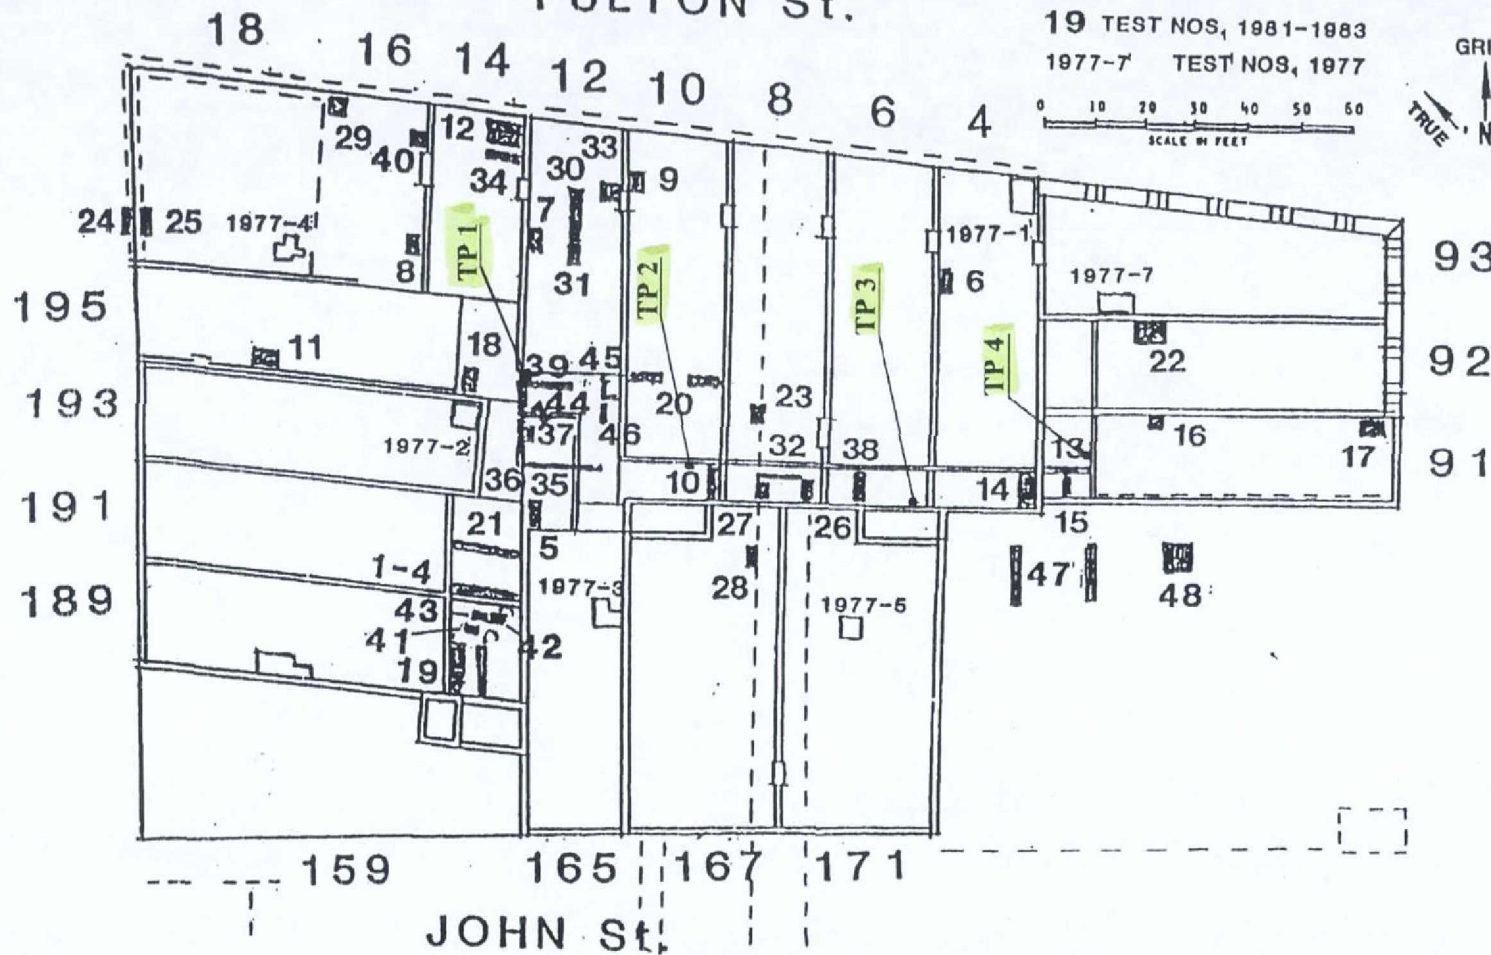 FULTON St.
18 16 14 12 10 8 6 4
19 TEST NOS, 1981-1983
1977-7 TEST NOS, 1977
0 10 20 30 40 50 60
SCALE IN FEET
TRUE N
29 12 33
40 34 30 9
24 25 1977-4 7 1977-1
8 TP 1 31 TP 2 TP 3 6 1977-7 93
195 11 18 39 45 TP 4 22 92
193 44 20 23
1977-2 37 46 32 38 13 16 17 91
36 35 10 14
191 21 5 27 26 15
1-4 1977-3 28 1977-5 47 48
189 43
41 42
19
159 165 167 171
JOHN St.